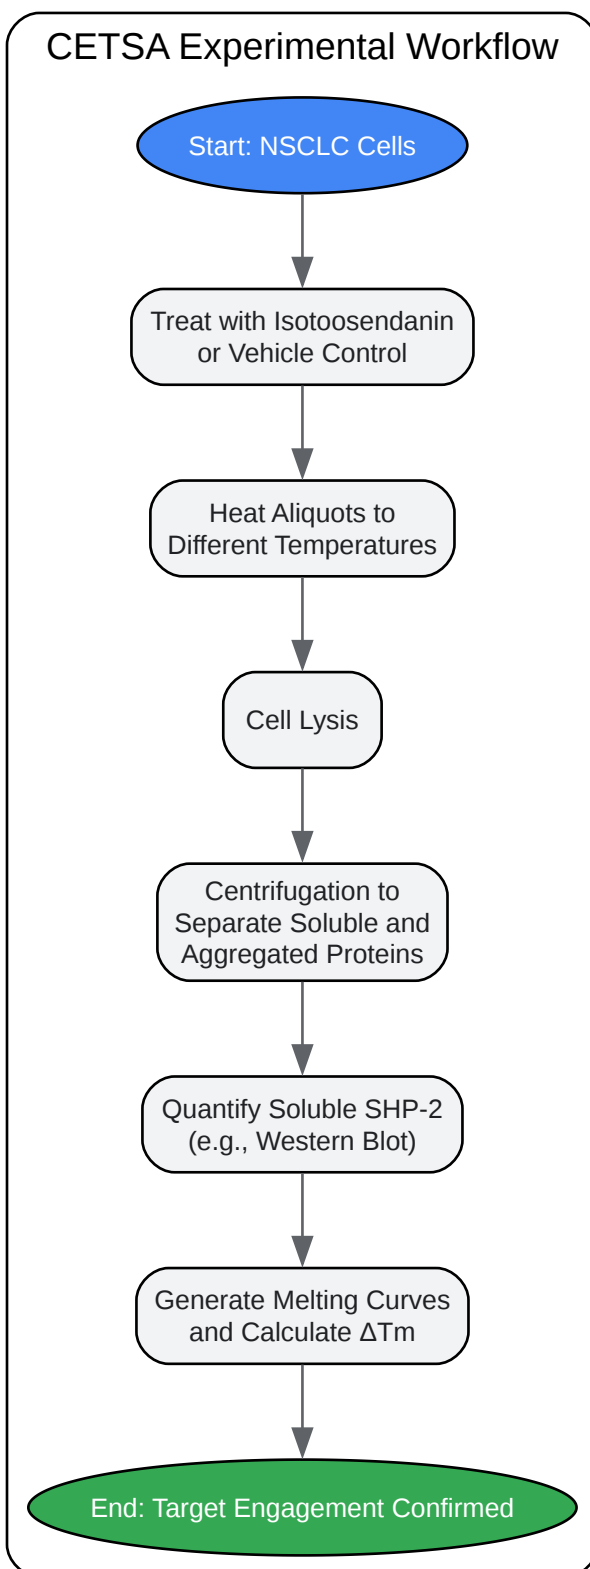 CETSA Experimental Workflow
Start: NSCLC Cells
Treat with Isotoosendanin
or Vehicle Control
Heat Aliquots to
Different Temperatures
Cell Lysis
Centrifugation to
Separate Soluble and
Aggregated Proteins
Quantify Soluble SHP-2
(e.g., Western Blot)
Generate Melting Curves
and Calculate ΔTm
End: Target Engagement Confirmed